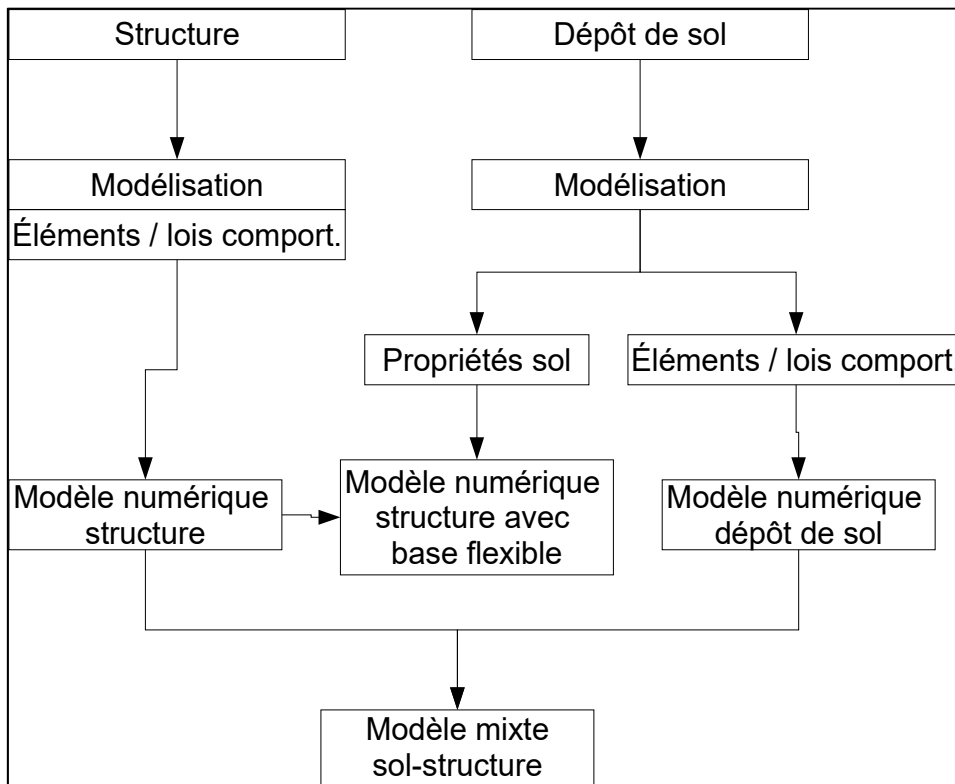 Structure
Dépôt de sol
Modélisation
Éléments / lois comport.
Modélisation
Propriétés sol
Éléments / lois comport.
Modèle numérique
structure
Modèle numérique
structure avec
base flexible
Modèle numérique
dépôt de sol
Modèle mixte
sol-structure